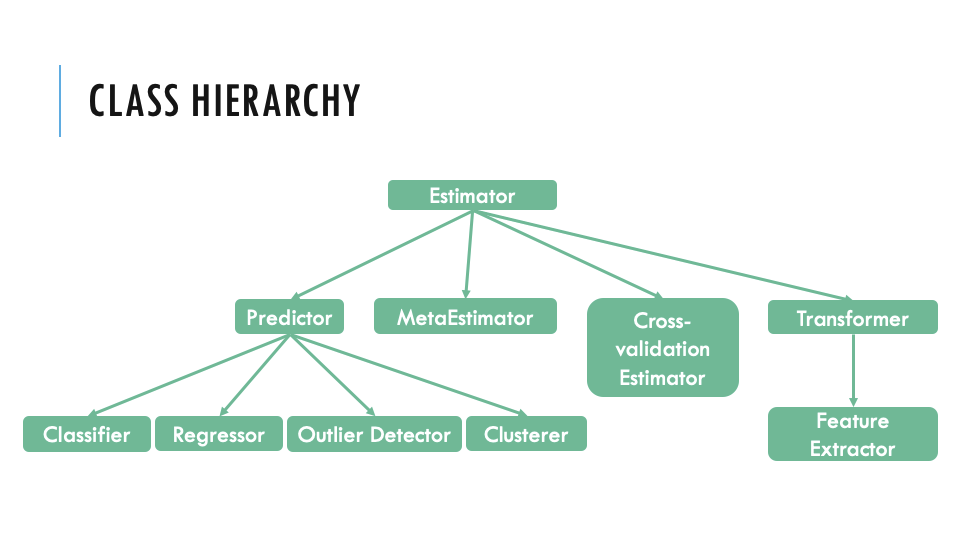 CLASS HIERARCHY
Estimator
Predictor
MetaEstimator
Cross-
validation
Estimator
Transformer
Classifier
Regressor
Outlier Detector
Clusterer
Feature
Extractor